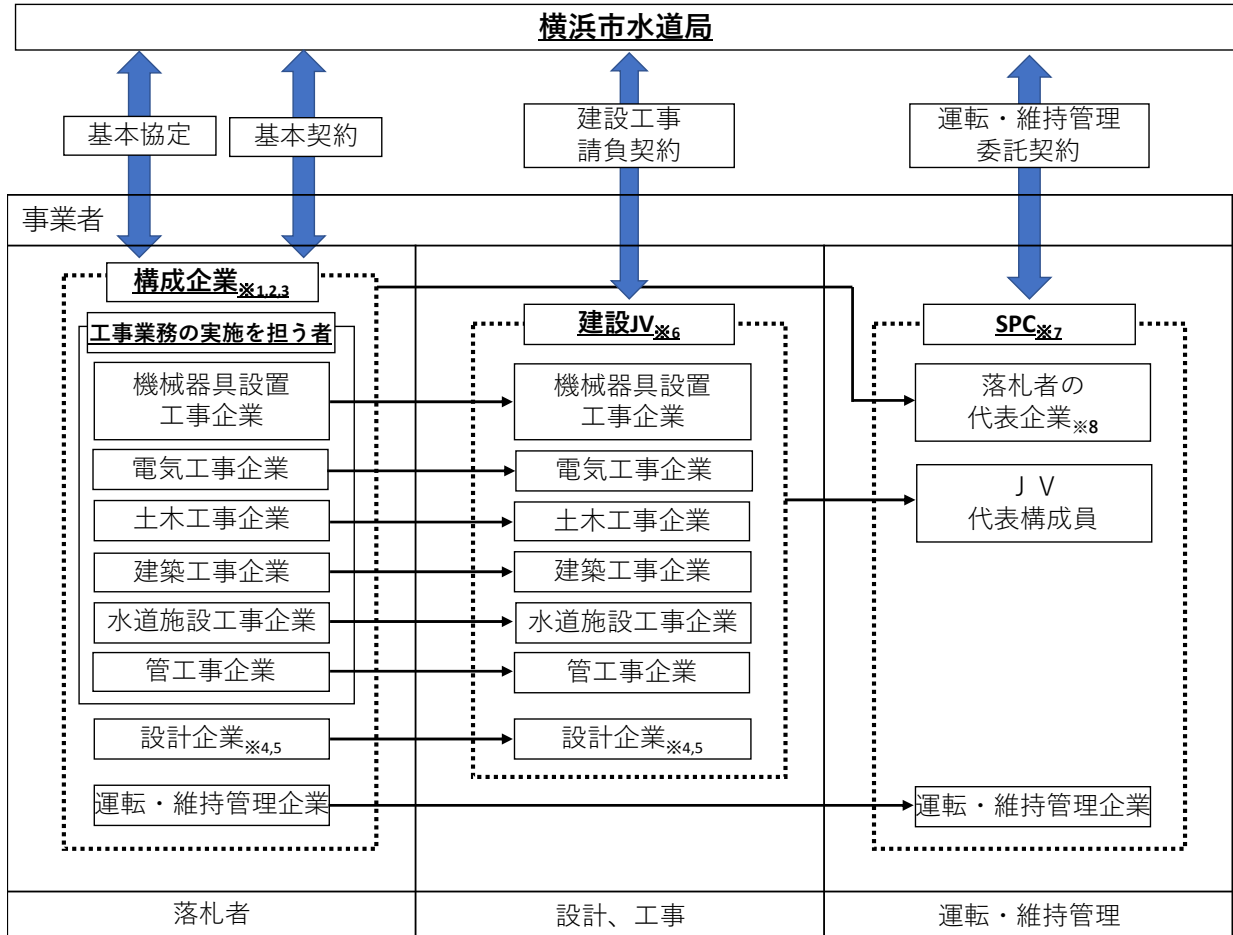 横浜市水道局
基本協定
基本契約
建設工事
請負契約
運転・維持管理
委託契約
事業者
構成企業※1,2,3
工事業務の実施を担う者
機械器具設置
工事企業
電気工事企業
土木工事企業
建築工事企業
水道施設工事企業
管工事企業
設計企業※4,5
運転・維持管理企業
建設JV※6
機械器具設置
工事企業
電気工事企業
土木工事企業
建築工事企業
水道施設工事企業
管工事企業
設計企業※4,5
SPC※7
落札者の
代表企業※8
ＪＶ
代表構成員
運転・維持管理企業
落札者
設計、工事
運転・維持管理